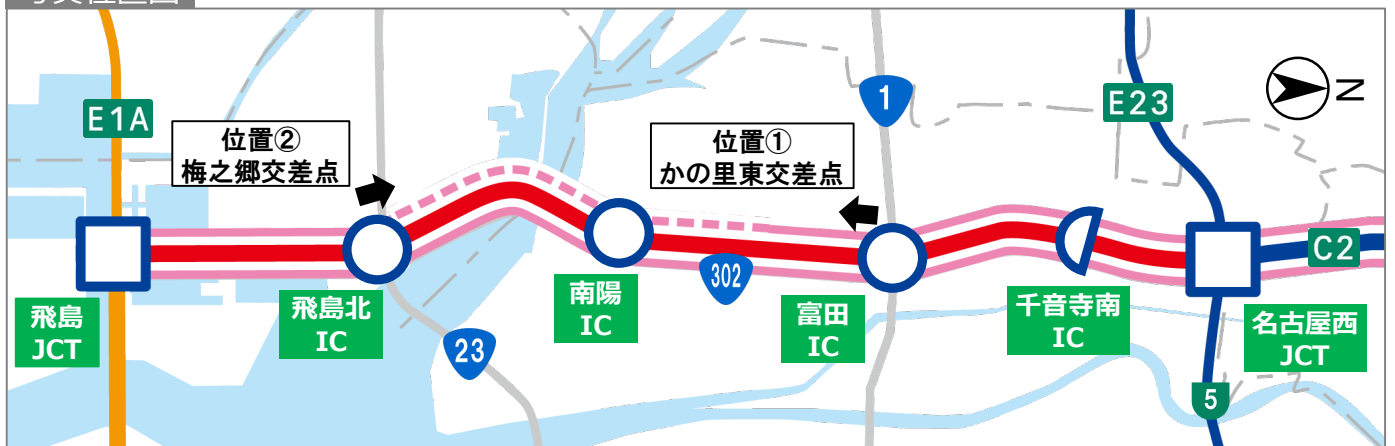 E1A
位置②
梅之郷交差点
位置①
かの里東交差点
1
E23
N
302
C2
飛島
JCT
飛島北
IC
23
南陽
IC
富田
IC
千音寺南
IC
名古屋西
JCT
5